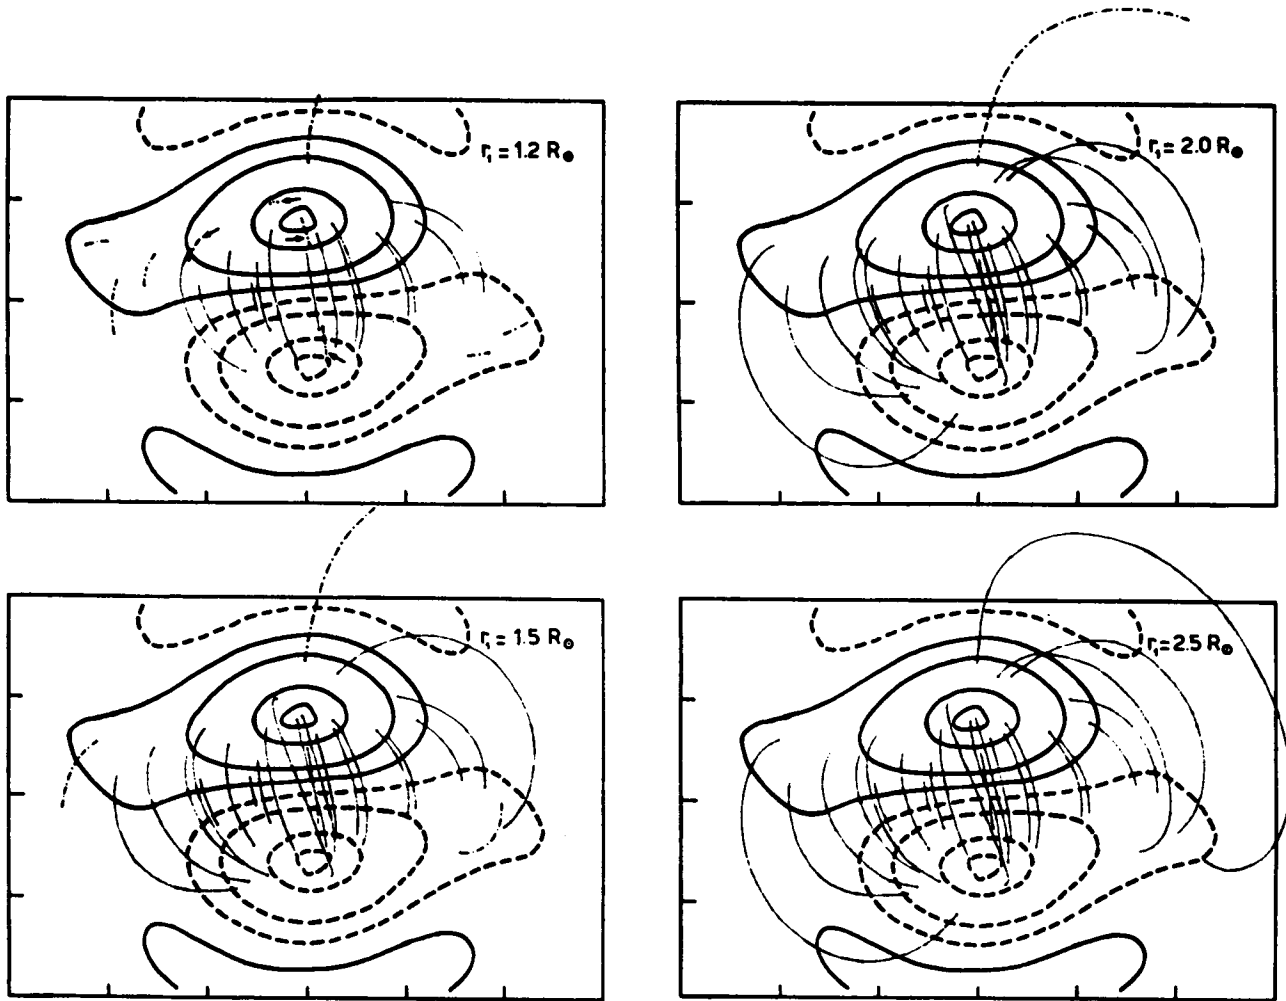 r₁ = 1.2 R⊙
r₁ = 2.0 R⊙
r₁ = 1.5 R⊙
r₁ = 2.5 R⊙